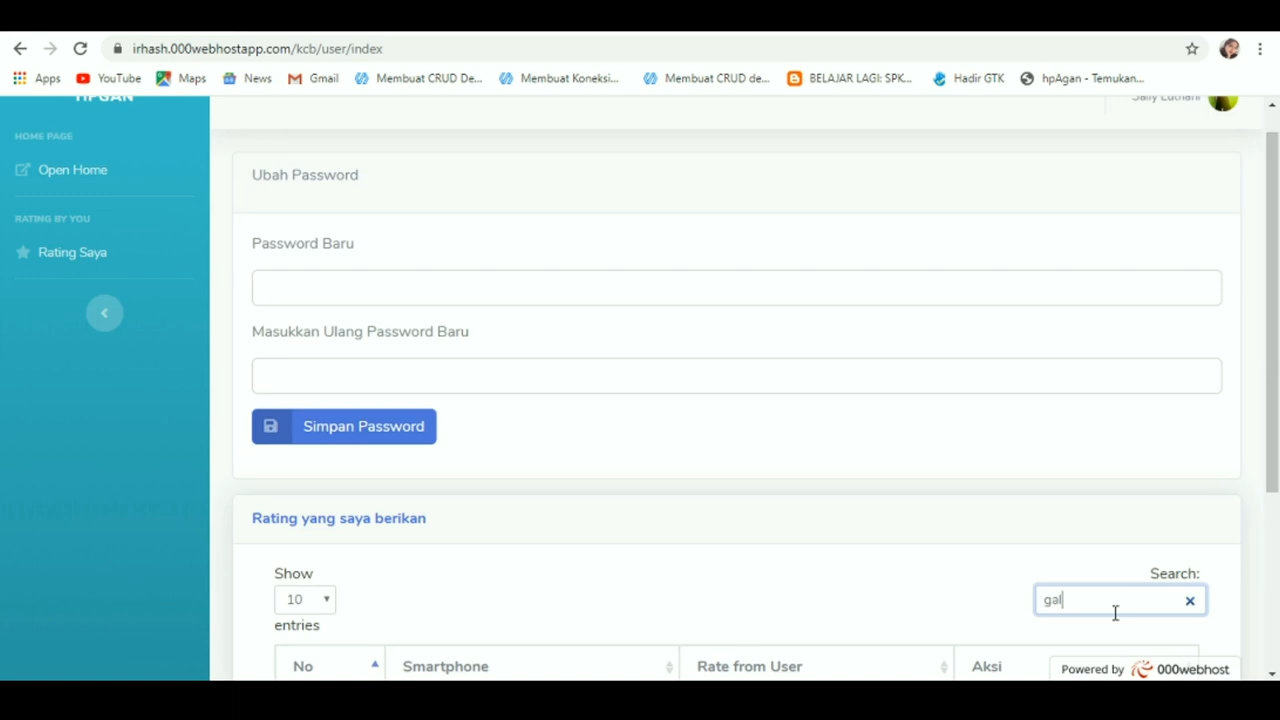 irhash.000webhostapp.com/kcb/user/index
Apps YouTube Maps News Gmail Membuat CRUD De... Membuat Koneksi... Membuat CRUD de... BELAJAR LAGI: SPK... Hadir GTK hpAgan - Temukan...
HPGAN
HOME PAGE
Open Home
RATING BY YOU
Rating Saya
Ubah Password
Password Baru
Masukkan Ulang Password Baru
Simpan Password
Rating yang saya berikan
Show
10
entries
Search:
gal
No Smartphone Rate from User Aksi
Powered by 000webhost